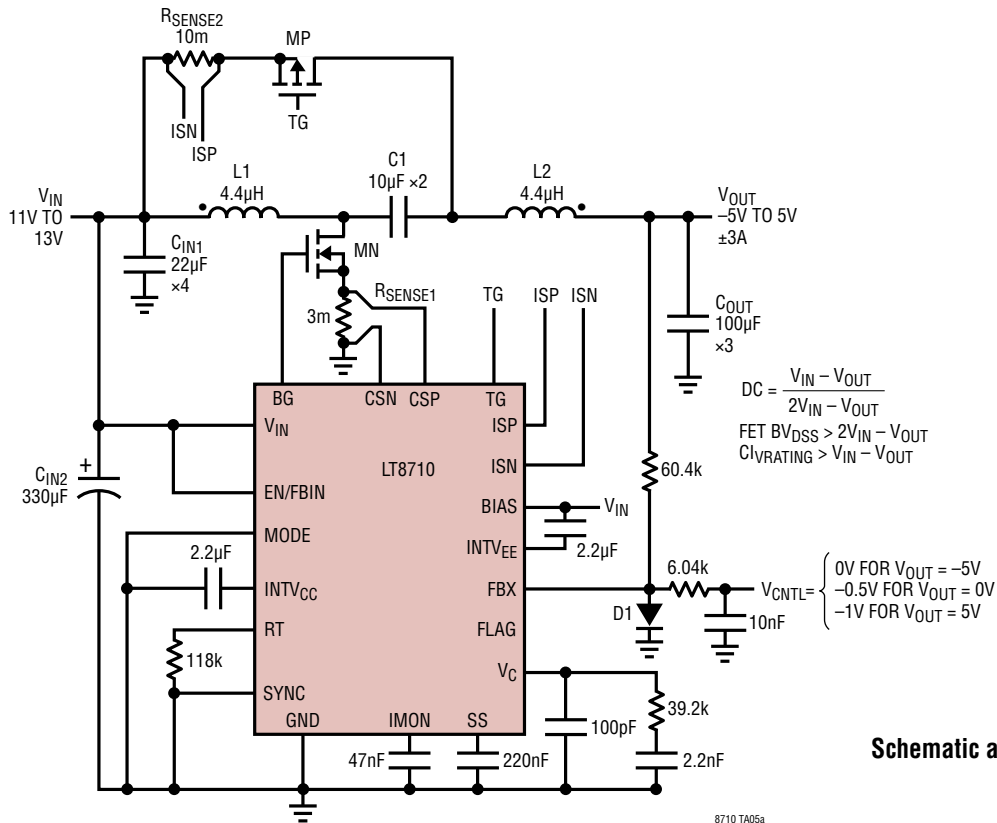 RSENSE2
10m
MP
TG
ISN
ISP
L1
4.4µH
C1
10µF ×2
L2
4.4µH
VIN
11V TO
13V
VOUT
–5V TO 5V
±3A
CIN1
22µF
×4
MN
RSENSE1
3m
TG
ISP
ISN
COUT
100µF
×3
DC = VIN – VOUT
2VIN – VOUT
FET BVDSS > 2VIN – VOUT
CIVRATING > VIN – VOUT
BG
CSN
CSP
TG
VIN
ISP
LT8710
ISN
CIN2
330µF
+
EN/FBIN
BIAS
VIN
MODE
INTVEE
2.2µF
60.4k
2.2µF
INTVCC
FBX
6.04k
VCNTL=
0V FOR VOUT = –5V
–0.5V FOR VOUT = 0V
–1V FOR VOUT = 5V
D1
10nF
RT
FLAG
118k
VC
SYNC
39.2k
GND
IMON
SS
100pF
47nF
220nF
2.2nF
Schematic a
8710 TA05a